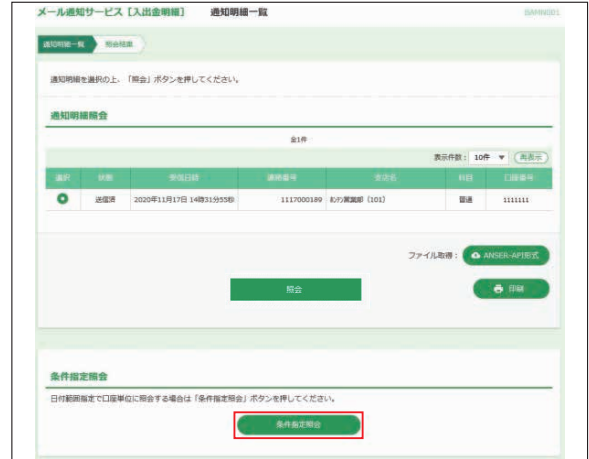 メール通知サービス【入出金明細】 通知明細一覧
通知明細一覧 照会結果
通知明細を選択の上、「照会」ボタンを押してください。
通知明細照会
全1件
表示件数： 10件 ▼ 再表示
選択 状態 受信日時 連絡番号 支店名 科目 口座番号
送信済 2020年11月17日 14時31分55秒 1117000189 (101) 普通 1111111
ファイル取得： ANSER-API形式
照会 印刷
条件指定照会
日付範囲指定で口座単位に照会する場合は「条件指定照会」ボタンを押してください。
条件指定照会